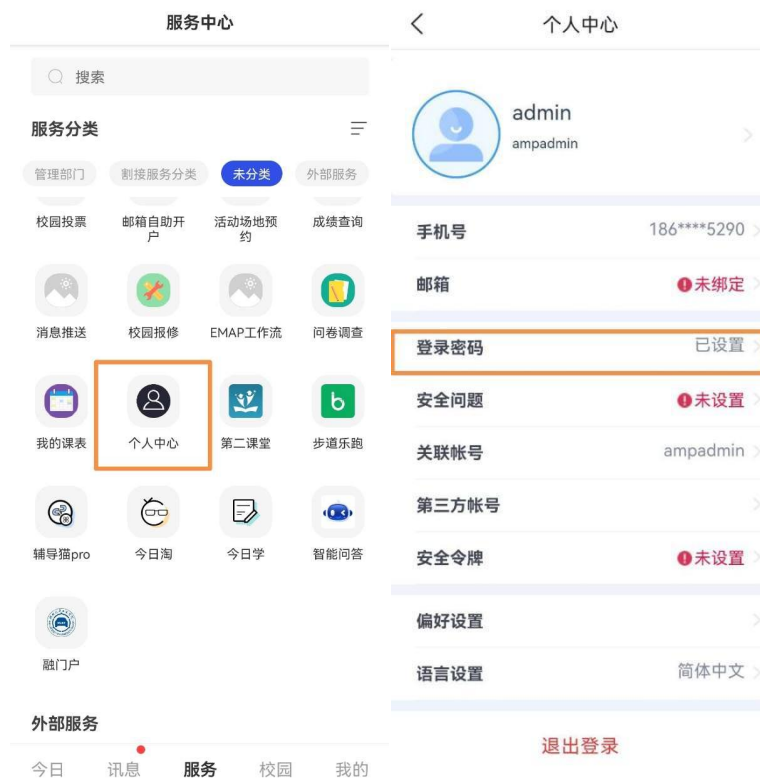 服务中心
搜索
服务分类
管理部门 割接服务分类 未分类 外部服务
校园投票 邮箱自助开户 活动场地预约 成绩查询
消息推送 校园报修 EMAP工作流 问卷调查
我的课表 个人中心 第二课堂 步道乐跑
辅导猫pro 今日淘 今日学 智能问答
融门户
外部服务
今日 讯息 服务 校园 我的
个人中心
admin
ampadmin
手机号 186****5290
邮箱 未绑定
登录密码 已设置
安全问题 未设置
关联帐号 ampadmin
第三方帐号
安全令牌 未设置
偏好设置
语言设置 简体中文
退出登录